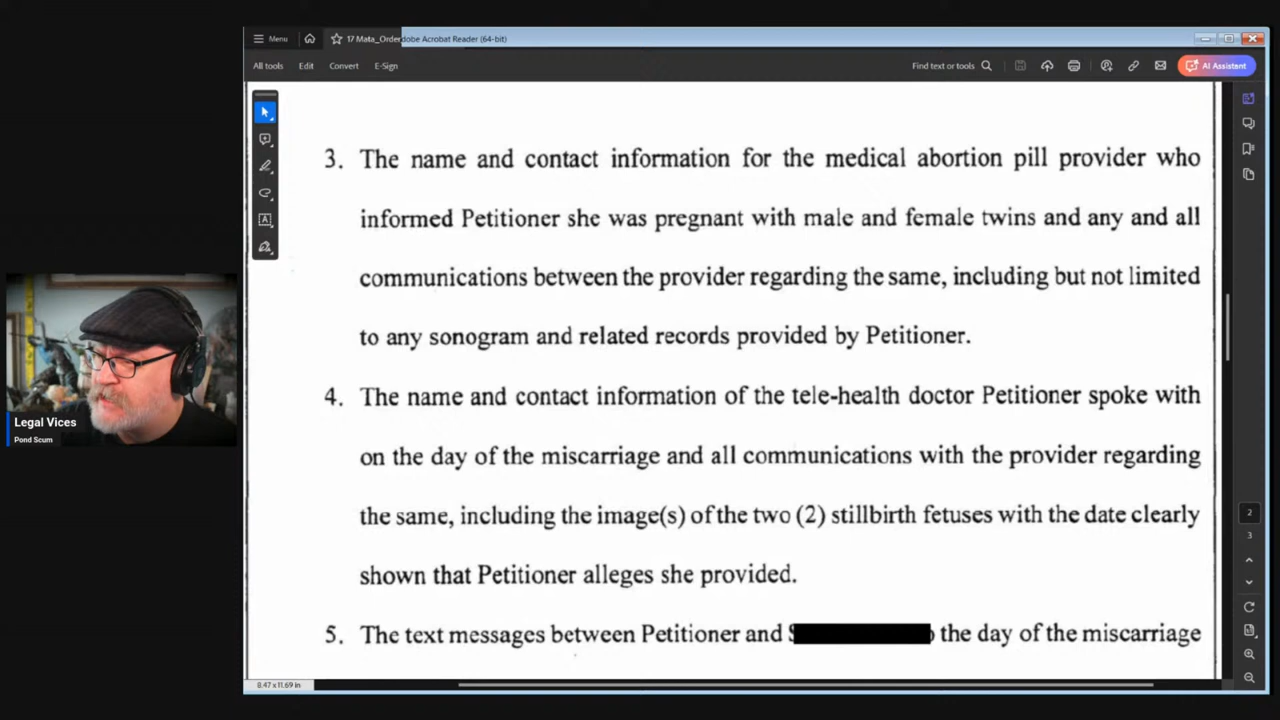 Menu
17 Mata_Orderdobe Acrobat Reader (64-bit)
All tools Edit Convert E-Sign
Find text or tools
AI Assistant
3. The name and contact information for the medical abortion pill provider who
informed Petitioner she was pregnant with male and female twins and any and all
communications between the provider regarding the same, including but not limited
to any sonogram and related records provided by Petitioner.
4. The name and contact information of the tele-health doctor Petitioner spoke with
on the day of the miscarriage and all communications with the provider regarding
the same, including the image(s) of the two (2) stillbirth fetuses with the date clearly
shown that Petitioner alleges she provided.
5. The text messages between Petitioner and the day of the miscarriage
Legal Vices
Pond Scum
2
3
8.47 x 11.69 in